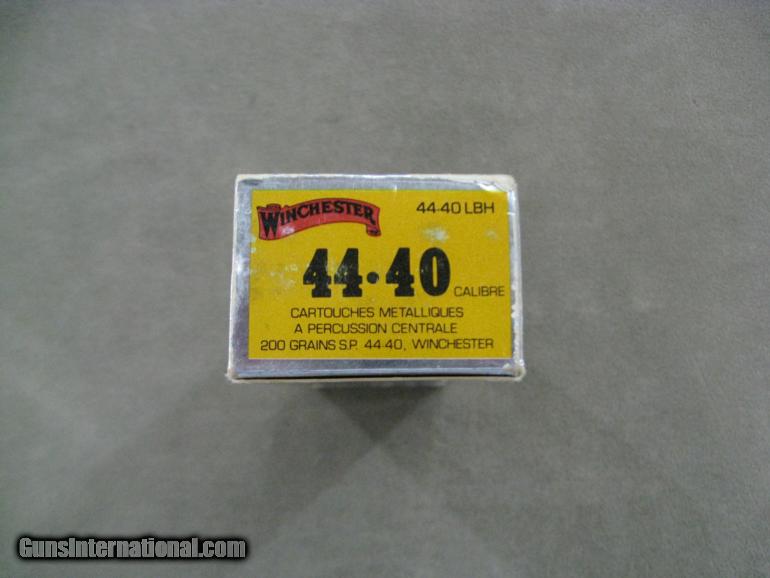 WINCHESTER
44-40 LBH
44•40
CALIBRE
CARTOUCHES METALLIQUES
A PERCUSSION CENTRALE
200 GRAINS S.P. 44-40, WINCHESTER
GunsInternational.com